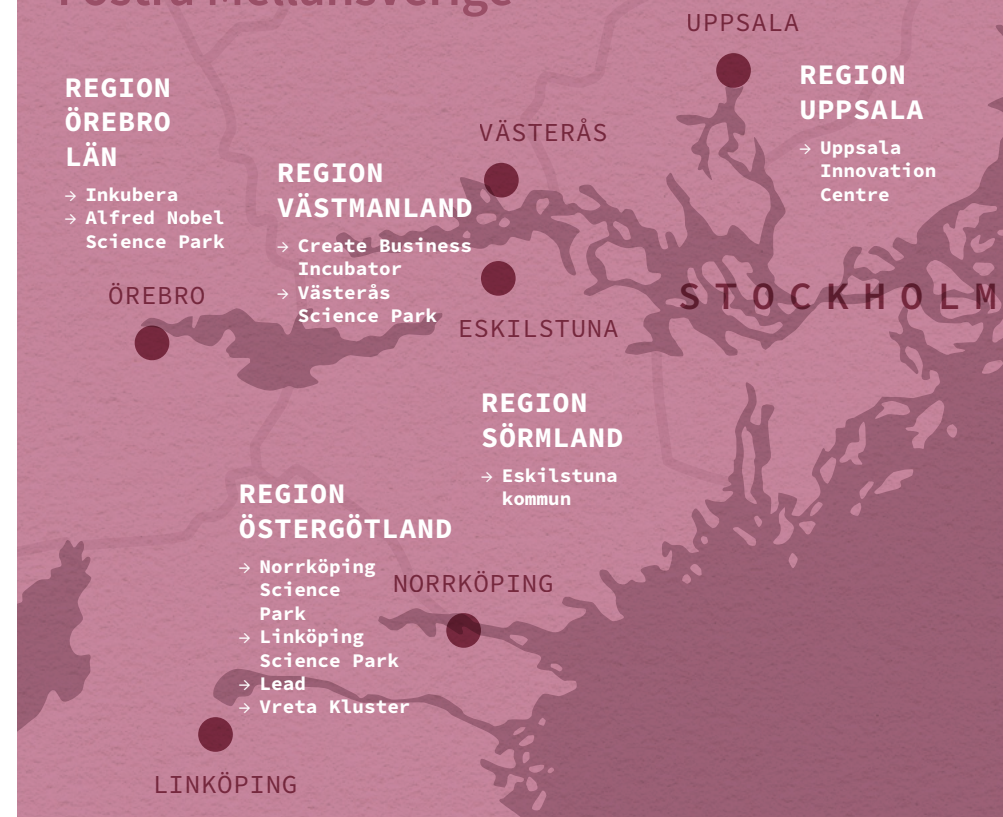 UPPSALA
REGION
ÖREBRO
LÄN
→ Inkubera
→ Alfred Nobel
Science Park
ÖREBRO
REGION
VÄSTMANLAND
→ Create Business
Incubator
→ Västerås
Science Park
VÄSTERÅS
ESKILSTUNA
REGION
UPPSALA
→ Uppsala
Innovation
Centre
STOCKHOLM
REGION
SÖRMLAND
→ Eskilstuna
kommun
REGION
ÖSTERGÖTLAND
→ Norrköping
Science
Park
→ Linköping
Science Park
→ Lead
→ Vreta Kluster
NORRKÖPING
LINKÖPING